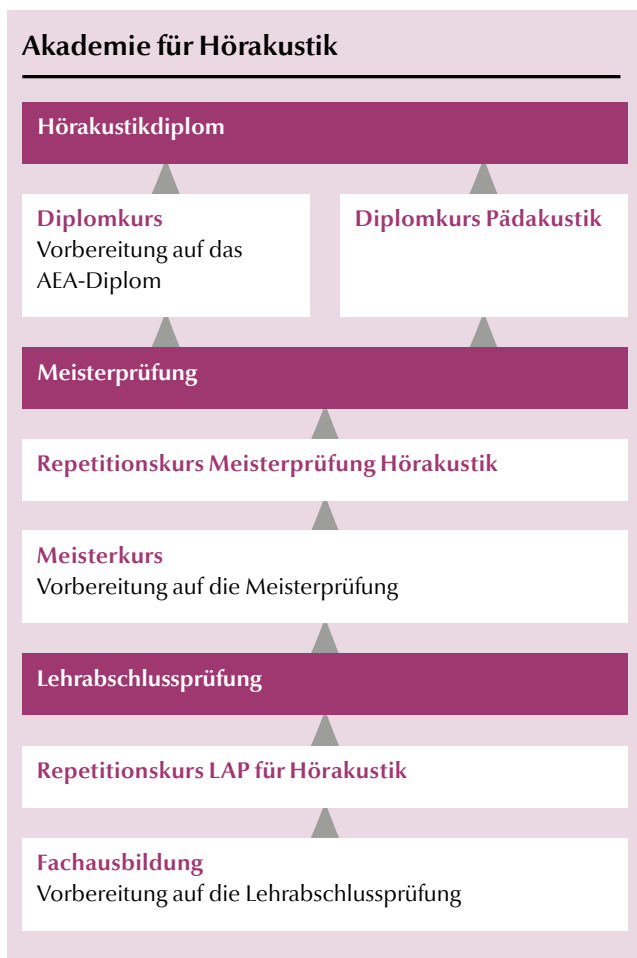 Akademie für Hörakustik
Hörakustikdiplom
Diplomkurs
Vorbereitung auf das
AEA-Diplom
Diplomkurs Pädakustik
Meisterprüfung
Repetitionskurs Meisterprüfung Hörakustik
Meisterkurs
Vorbereitung auf die Meisterprüfung
Lehrabschlussprüfung
Repetitionskurs LAP für Hörakustik
Fachausbildung
Vorbereitung auf die Lehrabschlussprüfung